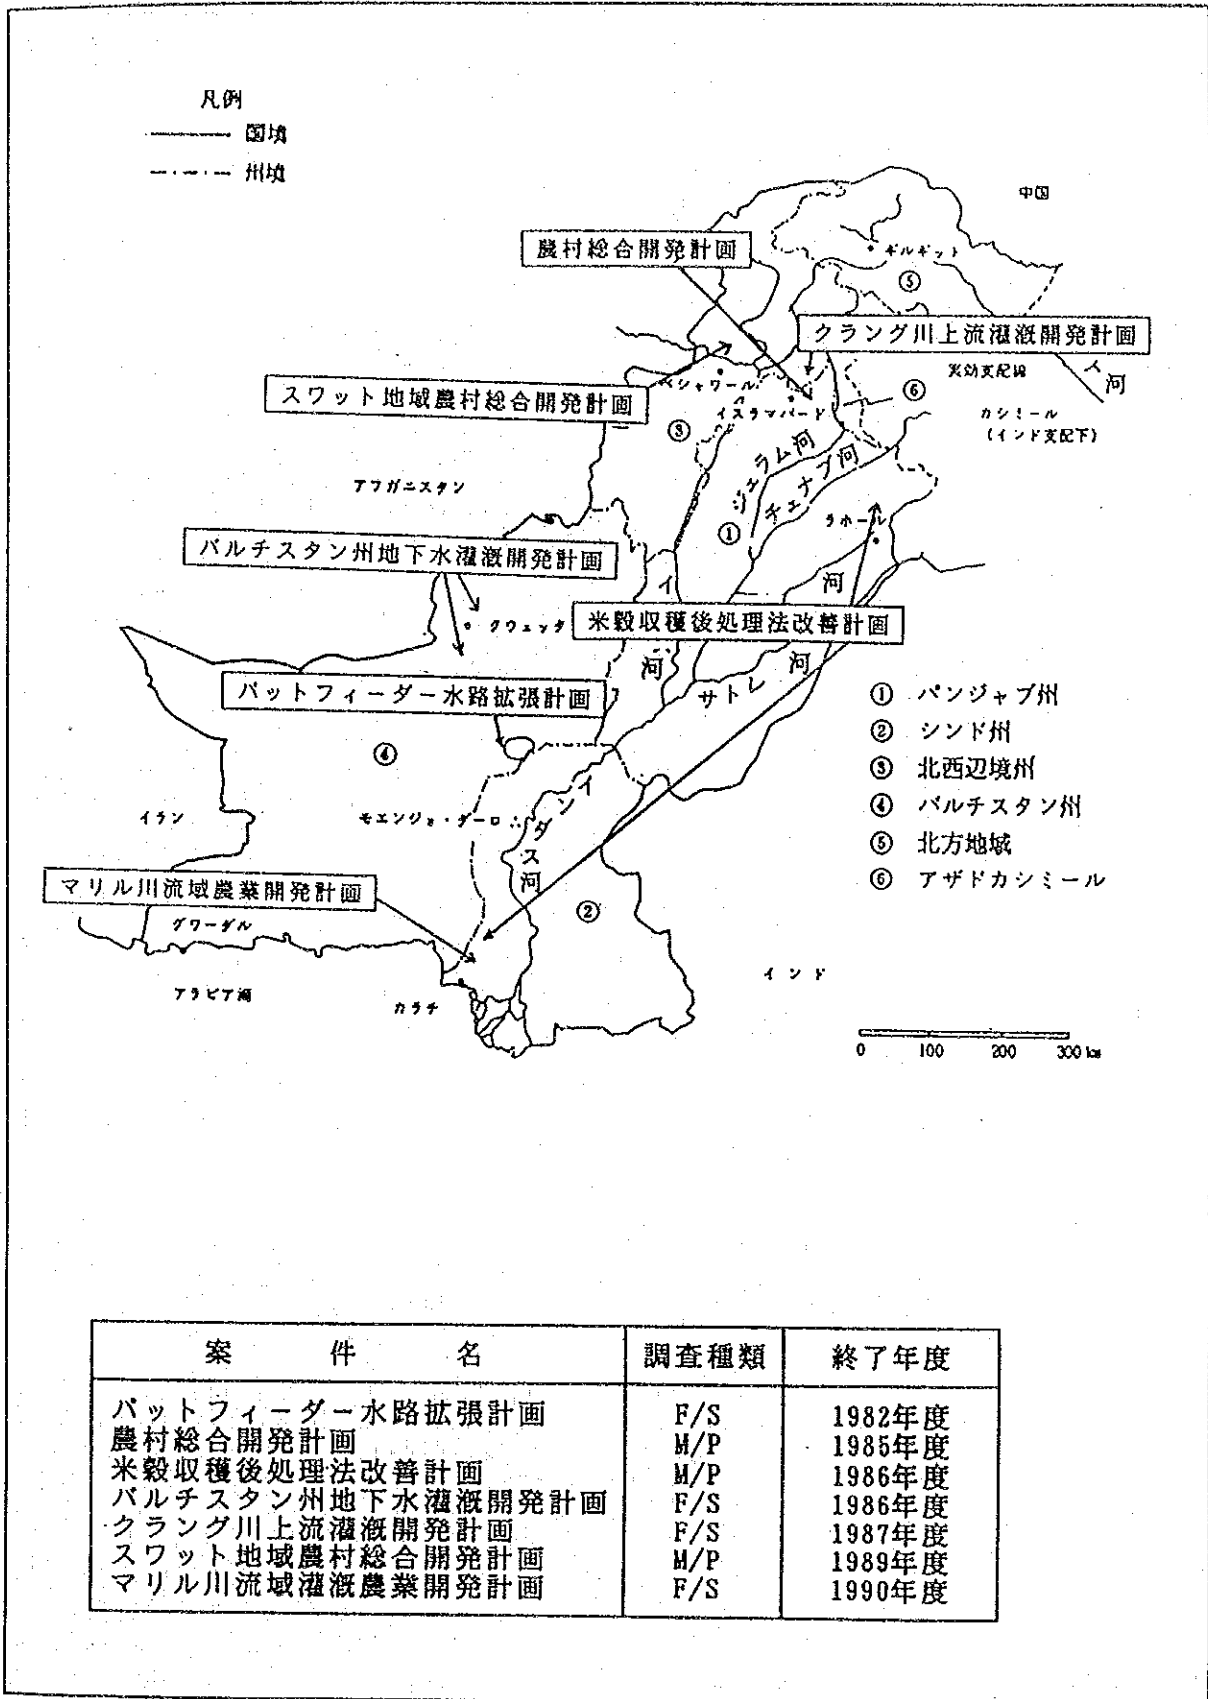 凡例
国境
州境
中国
ギルギット
農村総合開発計画
⑤
クラング川上流灌漑開発計画
実効支配線
河
ペシャワール
⑥
スワット地域農村総合開発計画
イスラマバード
カシミール
(インド支配下)
③
ジェラム河
チェナブ河
アフガニスタン
ラホール
①
バルチスタン州地下水灌漑開発計画
イ
河
クウェッタ
米穀収穫後処理法改善計画
河
河
サトレ
パットフィーダー水路拡張計画
① パンジャブ州
② シンド州
③ 北西辺境州
④ バルチスタン州
⑤ 北方地域
⑥ アザドカシミール
④
イラン
モエンジョ・ダーロ
インダス河
マリル川流域農業開発計画
②
グワーダル
アラビア海
カラチ
インド
0 100 200 300 km
案件名 調査種類 終了年度
パットフィーダー水路拡張計画 F/S 1982年度
農村総合開発計画 M/P 1985年度
米穀収穫後処理法改善計画 M/P 1986年度
バルチスタン州地下水灌漑開発計画 F/S 1986年度
クラング川上流灌漑開発計画 F/S 1987年度
スワット地域農村総合開発計画 M/P 1989年度
マリル川流域灌漑農業開発計画 F/S 1990年度